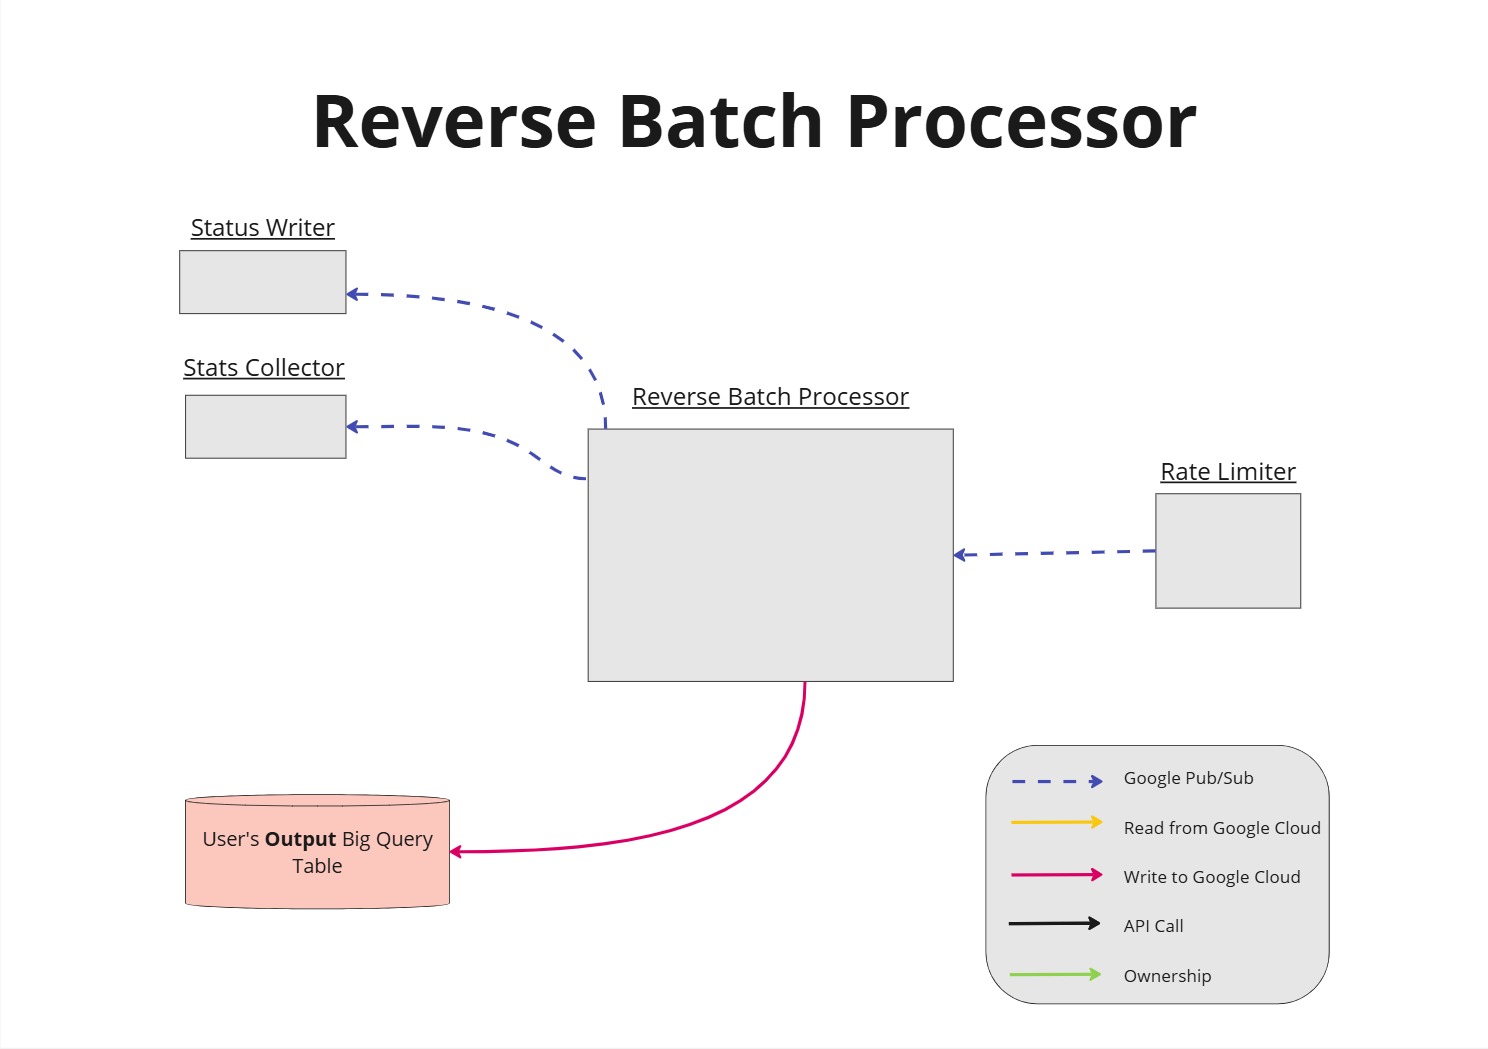 Reverse Batch Processor
Status Writer
Stats Collector
Reverse Batch Processor
Rate Limiter
User's Output Big Query
Table
Google Pub/Sub
Read from Google Cloud
Write to Google Cloud
API Call
Ownership